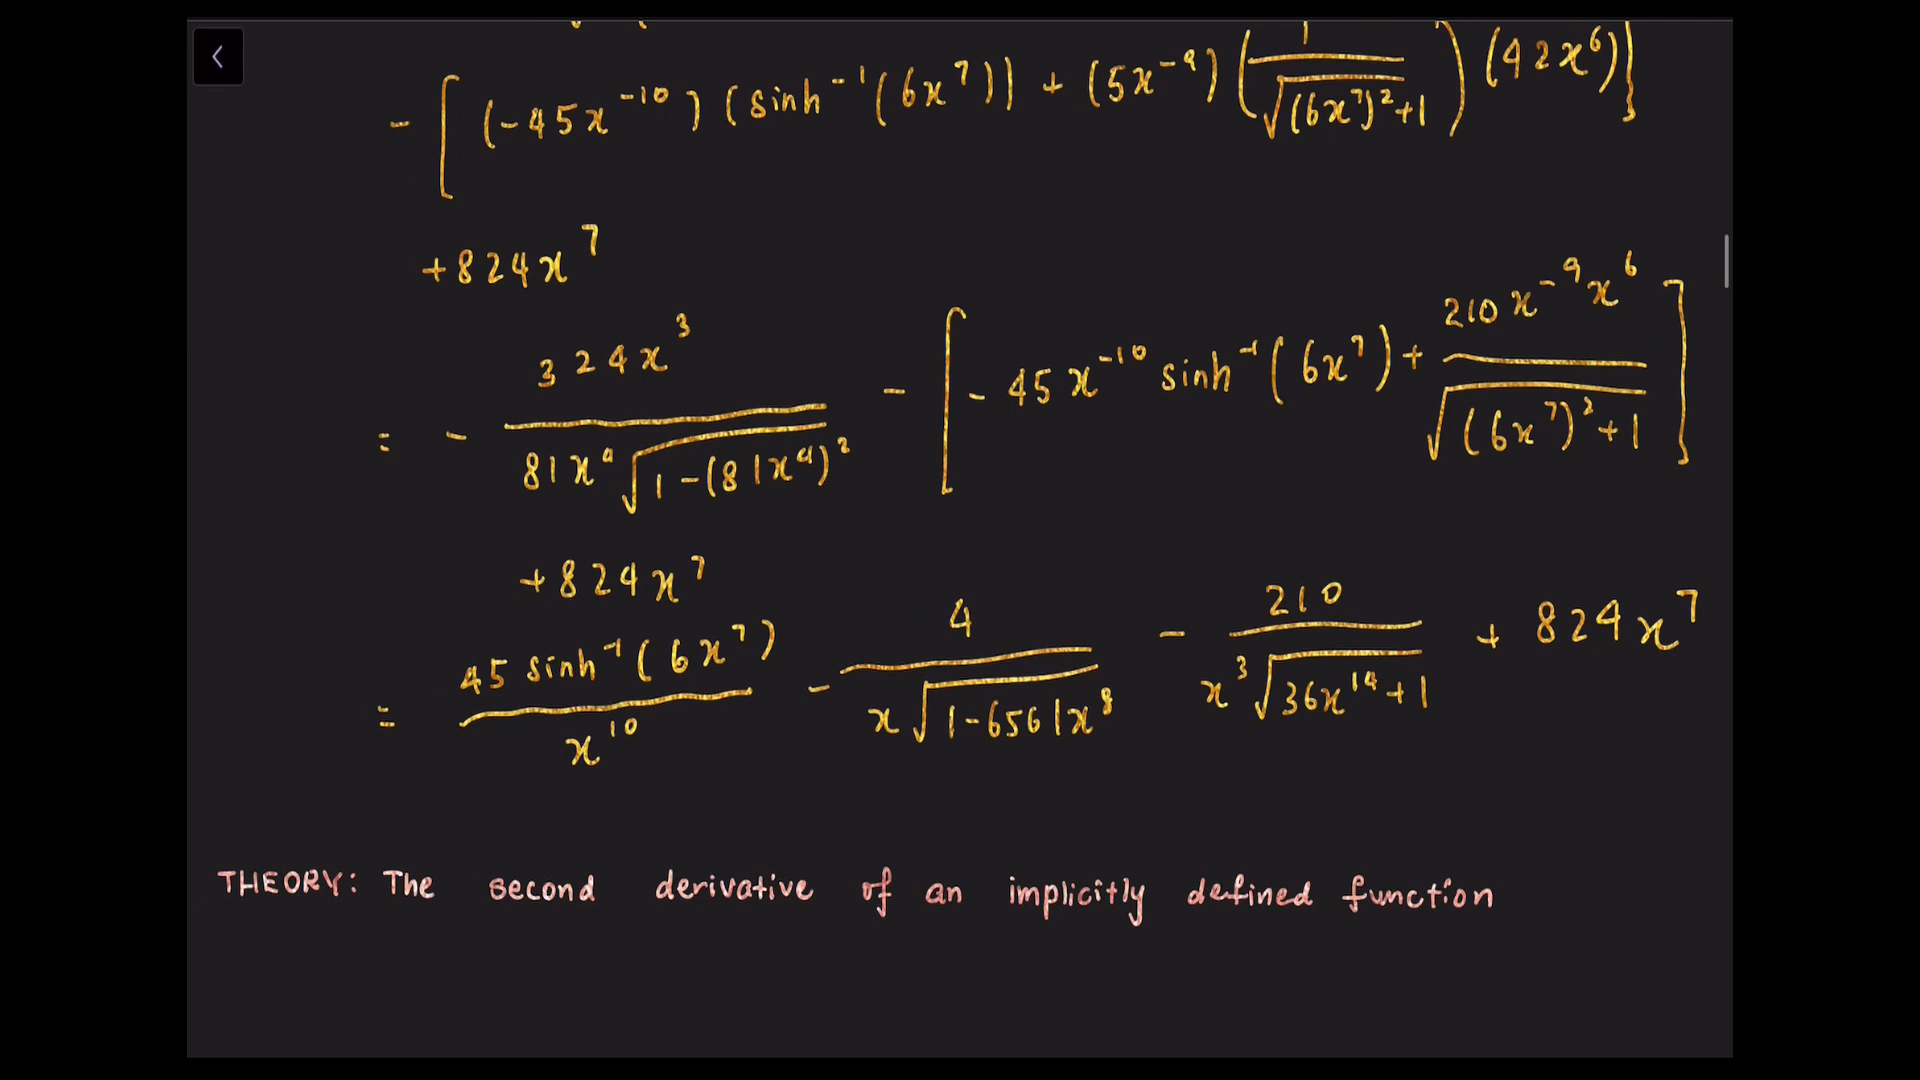 - [ (-45x^{-10}) (sinh^{-1}(6x^7)) + (5x^{-9}) ( 1/√((6x^7)^2+1) ) (42x^6) ]
+824x^7
= - 324x^3 / (81x^4 √(1-(81x^4)^2)) - [ -45x^{-10} sinh^{-1}(6x^7) + 210x^{-9}x^6 / √((6x^7)^2+1) ]
+824x^7
= 45 sinh^{-1}(6x^7) / x^{10} - 4 / (x√(1-6561x^8)) - 210 / (x^3√(36x^{14}+1)) + 824x^7
THEORY: The second derivative of an implicitly defined function